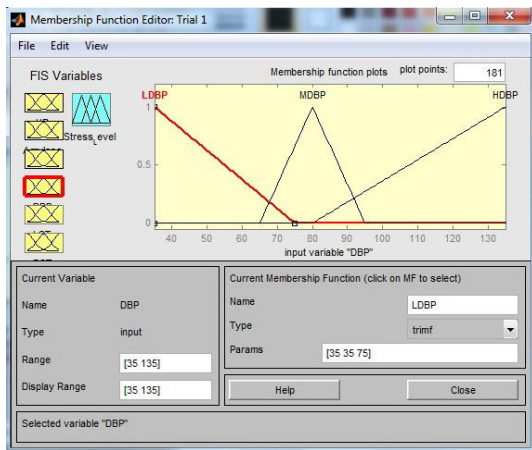 Membership Function Editor: Trial 1
File Edit View
FIS Variables
Membership function plots plot points: 181
LDBP MDBP HDBP
Stress_Level
1
0.5
0
40 50 60 70 80 90 100 110 120 130
input variable "DBP"
Current Variable
Name DBP
Type input
Range [35 135]
Display Range [35 135]
Current Membership Function (click on MF to select)
Name LDBP
Type trimf
Params [35 35 75]
Help Close
Selected variable "DBP"